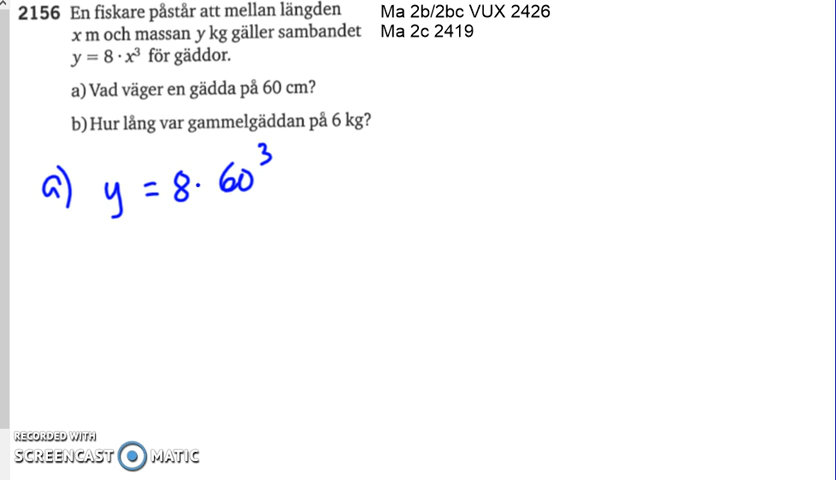 2156 En fiskare påstår att mellan längden
x m och massan y kg gäller sambandet
y = 8 · x³ för gäddor.
a) Vad väger en gädda på 60 cm?
b) Hur lång var gammelgäddan på 6 kg?
Ma 2b/2bc VUX 2426
Ma 2c 2419
a) y = 8 · 60³
RECORDED WITH
SCREENCAST MATIC